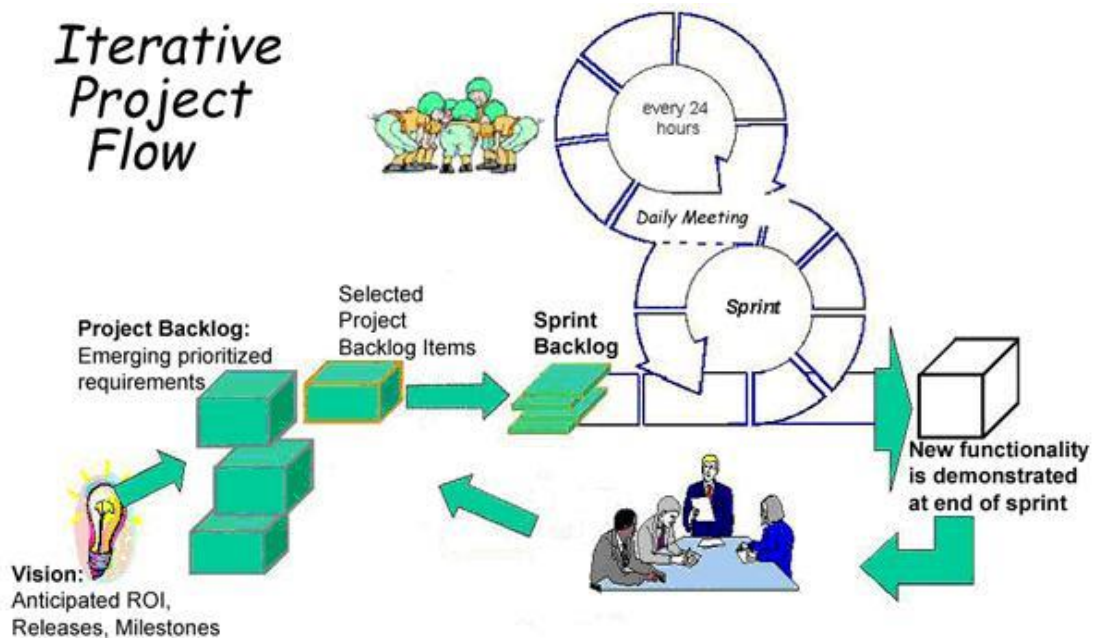 Iterative
Project
Flow
every 24
hours
Daily Meeting
Sprint
Selected
Project
Backlog Items
Project Backlog:
Emerging prioritized
requirements
Sprint
Backlog
New functionality
is demonstrated
at end of sprint
Vision:
Anticipated ROI,
Releases, Milestones